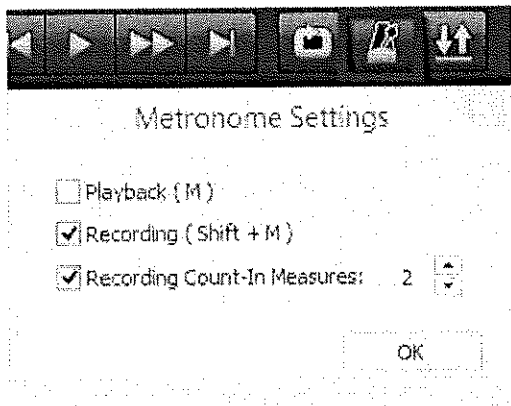 Metronome Settings
Playback ( M )
Recording ( Shift + M )
Recording Count-In Measures: 2
OK